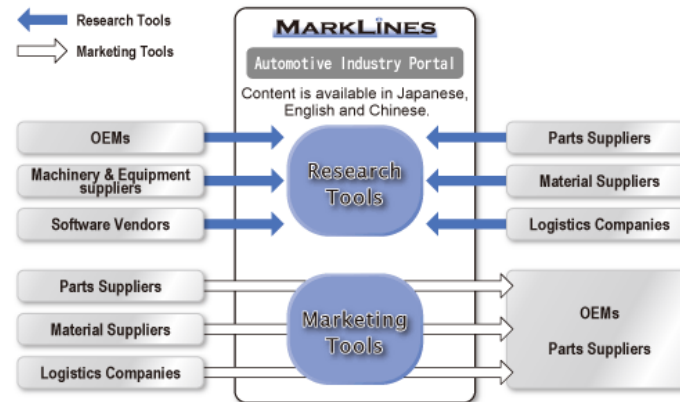 Research Tools
Marketing Tools
MARKLINES
Automotive Industry Portal
Content is available in Japanese,
English and Chinese.
OEMs
Machinery & Equipment
suppliers
Software Vendors
Research
Tools
Parts Suppliers
Material Suppliers
Logistics Companies
Parts Suppliers
Material Suppliers
Logistics Companies
Marketing
Tools
OEMs
Parts Suppliers